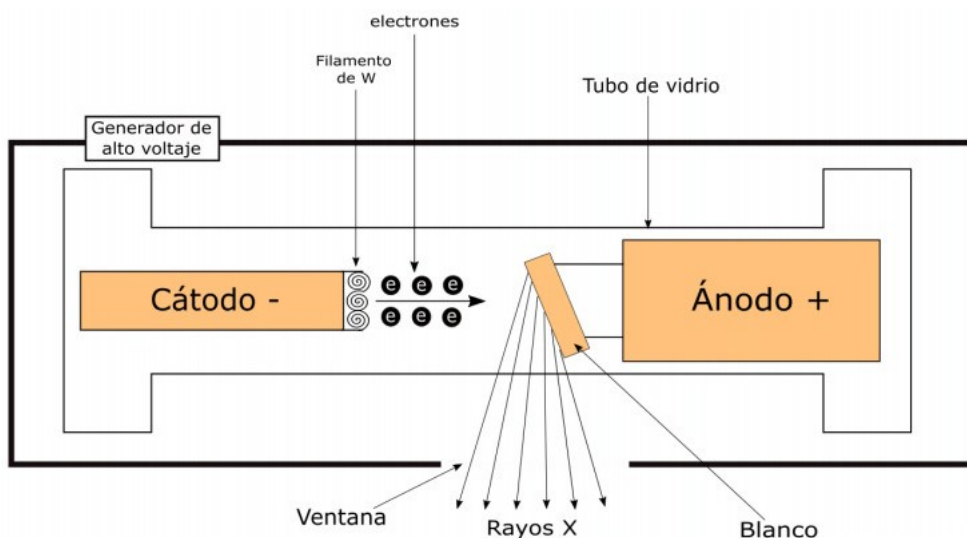 electrones
Filamento
de W
Tubo de vidrio
Generador de
alto voltaje
Cátodo -
e e e
e e e
Ánodo +
Ventana
Rayos X
Blanco